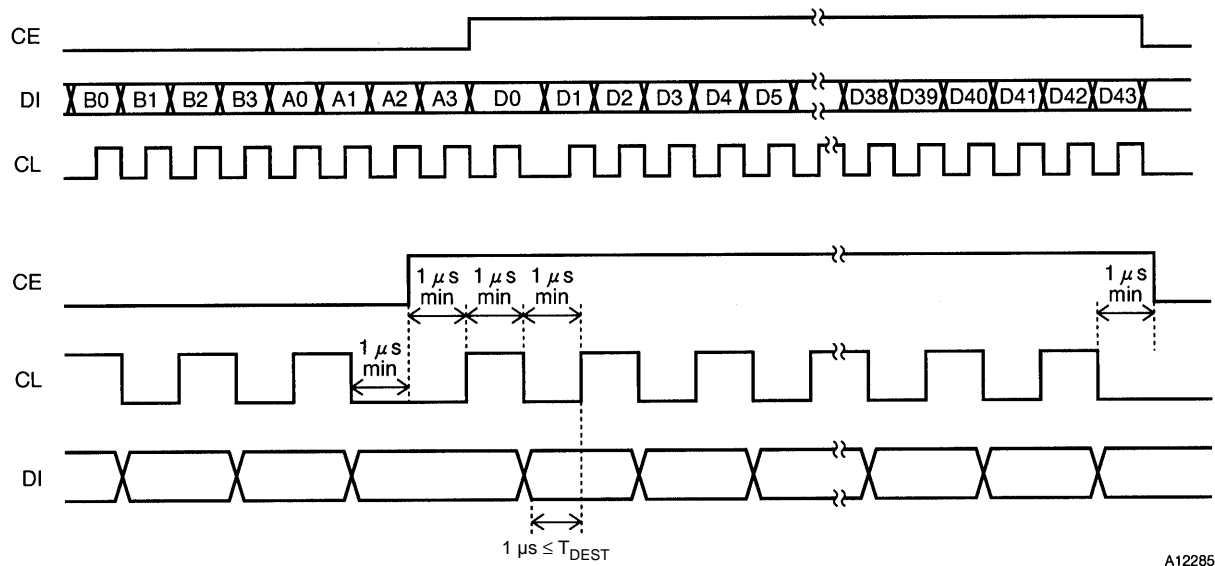 CE
DI B0 B1 B2 B3 A0 A1 A2 A3 D0 D1 D2 D3 D4 D5 D38 D39 D40 D41 D42 D43
CL
CE
1 μs min
1 μs min
1 μs min
1 μs min
CL
1 μs min
DI
1 μs ≤ TDEST
A12285